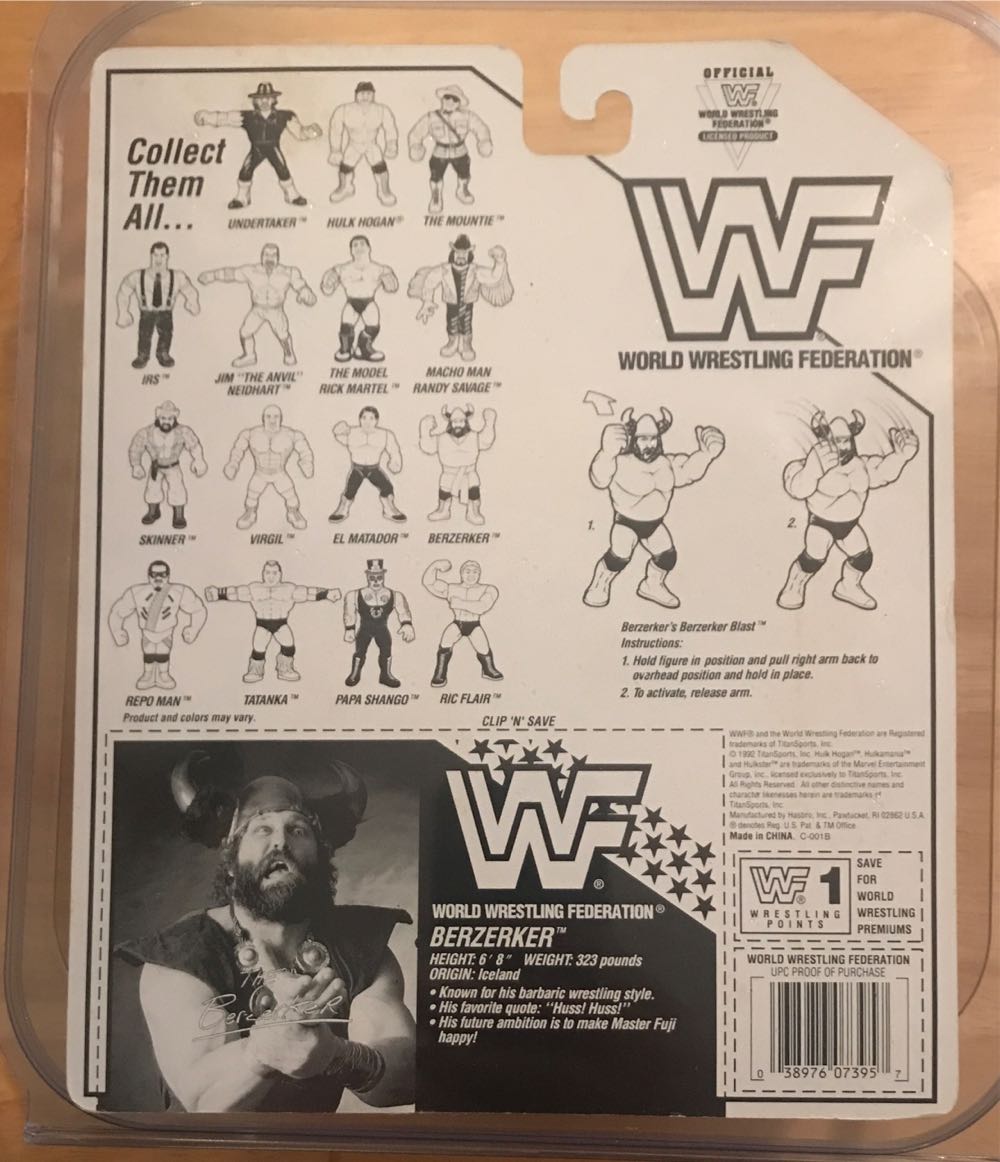 Collect
Them
All...
UNDERTAKER™
HULK HOGAN®
THE MOUNTIE™
IRS™
JIM "THE ANVIL"
NEIDHART™
THE MODEL
RICK MARTEL™
MACHO MAN
RANDY SAVAGE™
SKINNER™
VIRGIL™
EL MATADOR™
BERZERKER™
REPO MAN™
TATANKA™
PAPA SHANGO™
RIC FLAIR™
Product and colors may vary.
OFFICIAL
WF
WORLD WRESTLING
FEDERATION®
LICENSED PRODUCT
WF
WORLD WRESTLING FEDERATION®
1.
2.
Berzerker's Berzerker Blast™
Instructions:
1. Hold figure in position and pull right arm back to
overhead position and hold in place.
2. To activate, release arm.
CLIP 'N' SAVE
The
Berzerker
WF®
WORLD WRESTLING FEDERATION®
BERZERKER™
HEIGHT: 6' 8" WEIGHT: 323 pounds
ORIGIN: Iceland
• Known for his barbaric wrestling style.
• His favorite quote: "Huss! Huss!"
• His future ambition is to make Master Fuji
happy!
WWF® and the World Wrestling Federation are Registered
trademarks of TitanSports, Inc.
© 1992 TitanSports, Inc. Hulk Hogan™, Hulkamania™
and Hulkster™ are trademarks of the Marvel Entertainment
Group, Inc., licensed exclusively to TitanSports, Inc.
All Rights Reserved. All other distinctive names and
character likenesses herein are trademarks of
TitanSports, Inc.
Manufactured by Hasbro, Inc., Pawtucket, RI 02862 U.S.A.
® denotes Reg. U.S. Pat. & TM Office.
Made in CHINA. C-001B
WF® 1
WRESTLING
POINTS
SAVE
FOR
WORLD
WRESTLING
PREMIUMS
WORLD WRESTLING FEDERATION
UPC PROOF OF PURCHASE
0 38976 07395 7